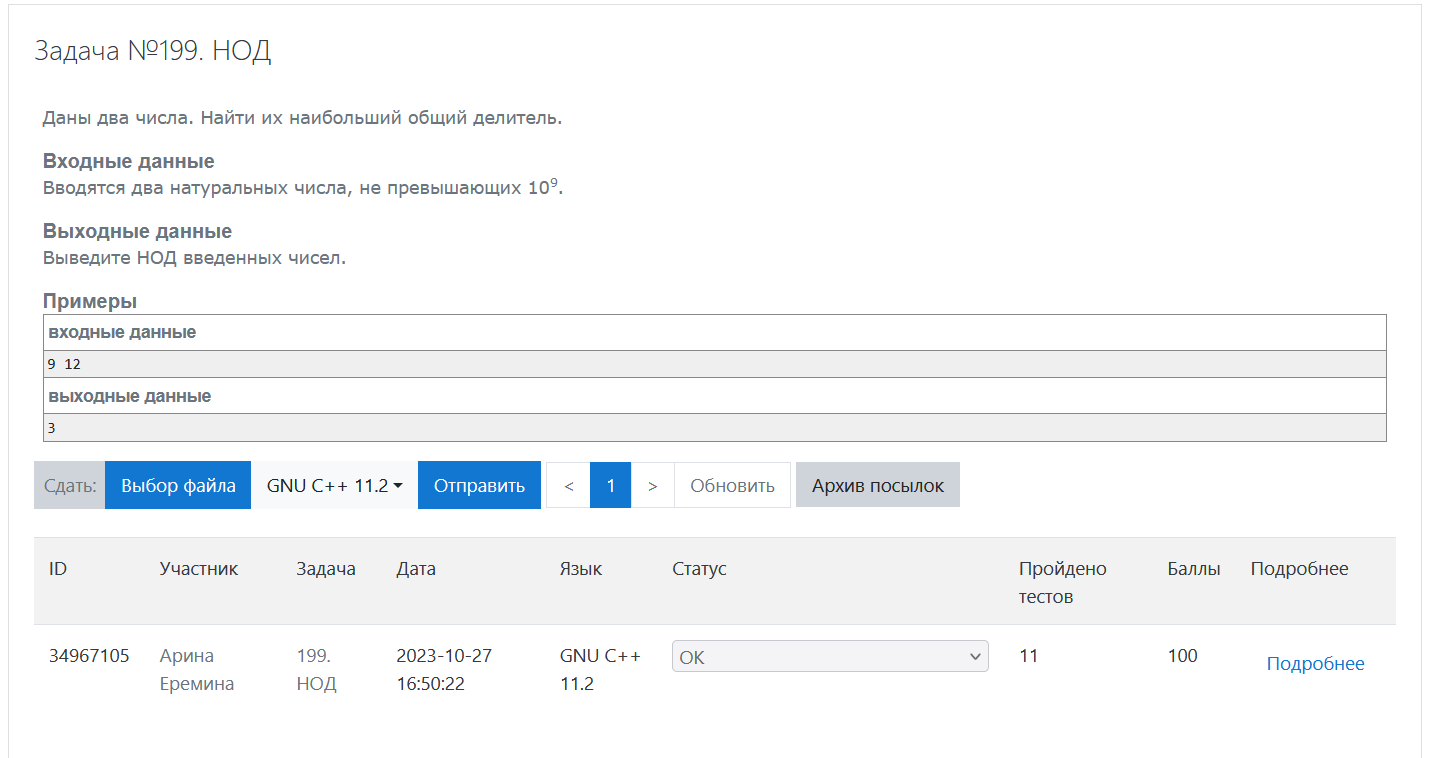 Задача №199. НОД
Даны два числа. Найти их наибольший общий делитель.
Входные данные
Вводятся два натуральных числа, не превышающих 10⁹.
Выходные данные
Выведите НОД введенных чисел.
Примеры
входные данные
9 12
выходные данные
3
Сдать: Выбор файла GNU C++ 11.2 Отправить < 1 > Обновить Архив посылок
ID Участник Задача Дата Язык Статус Пройдено Баллы Подробнее
тестов
34967105 Арина 199. 2023-10-27 GNU C++ OK 11 100 Подробнее
Еремина НОД 16:50:22 11.2